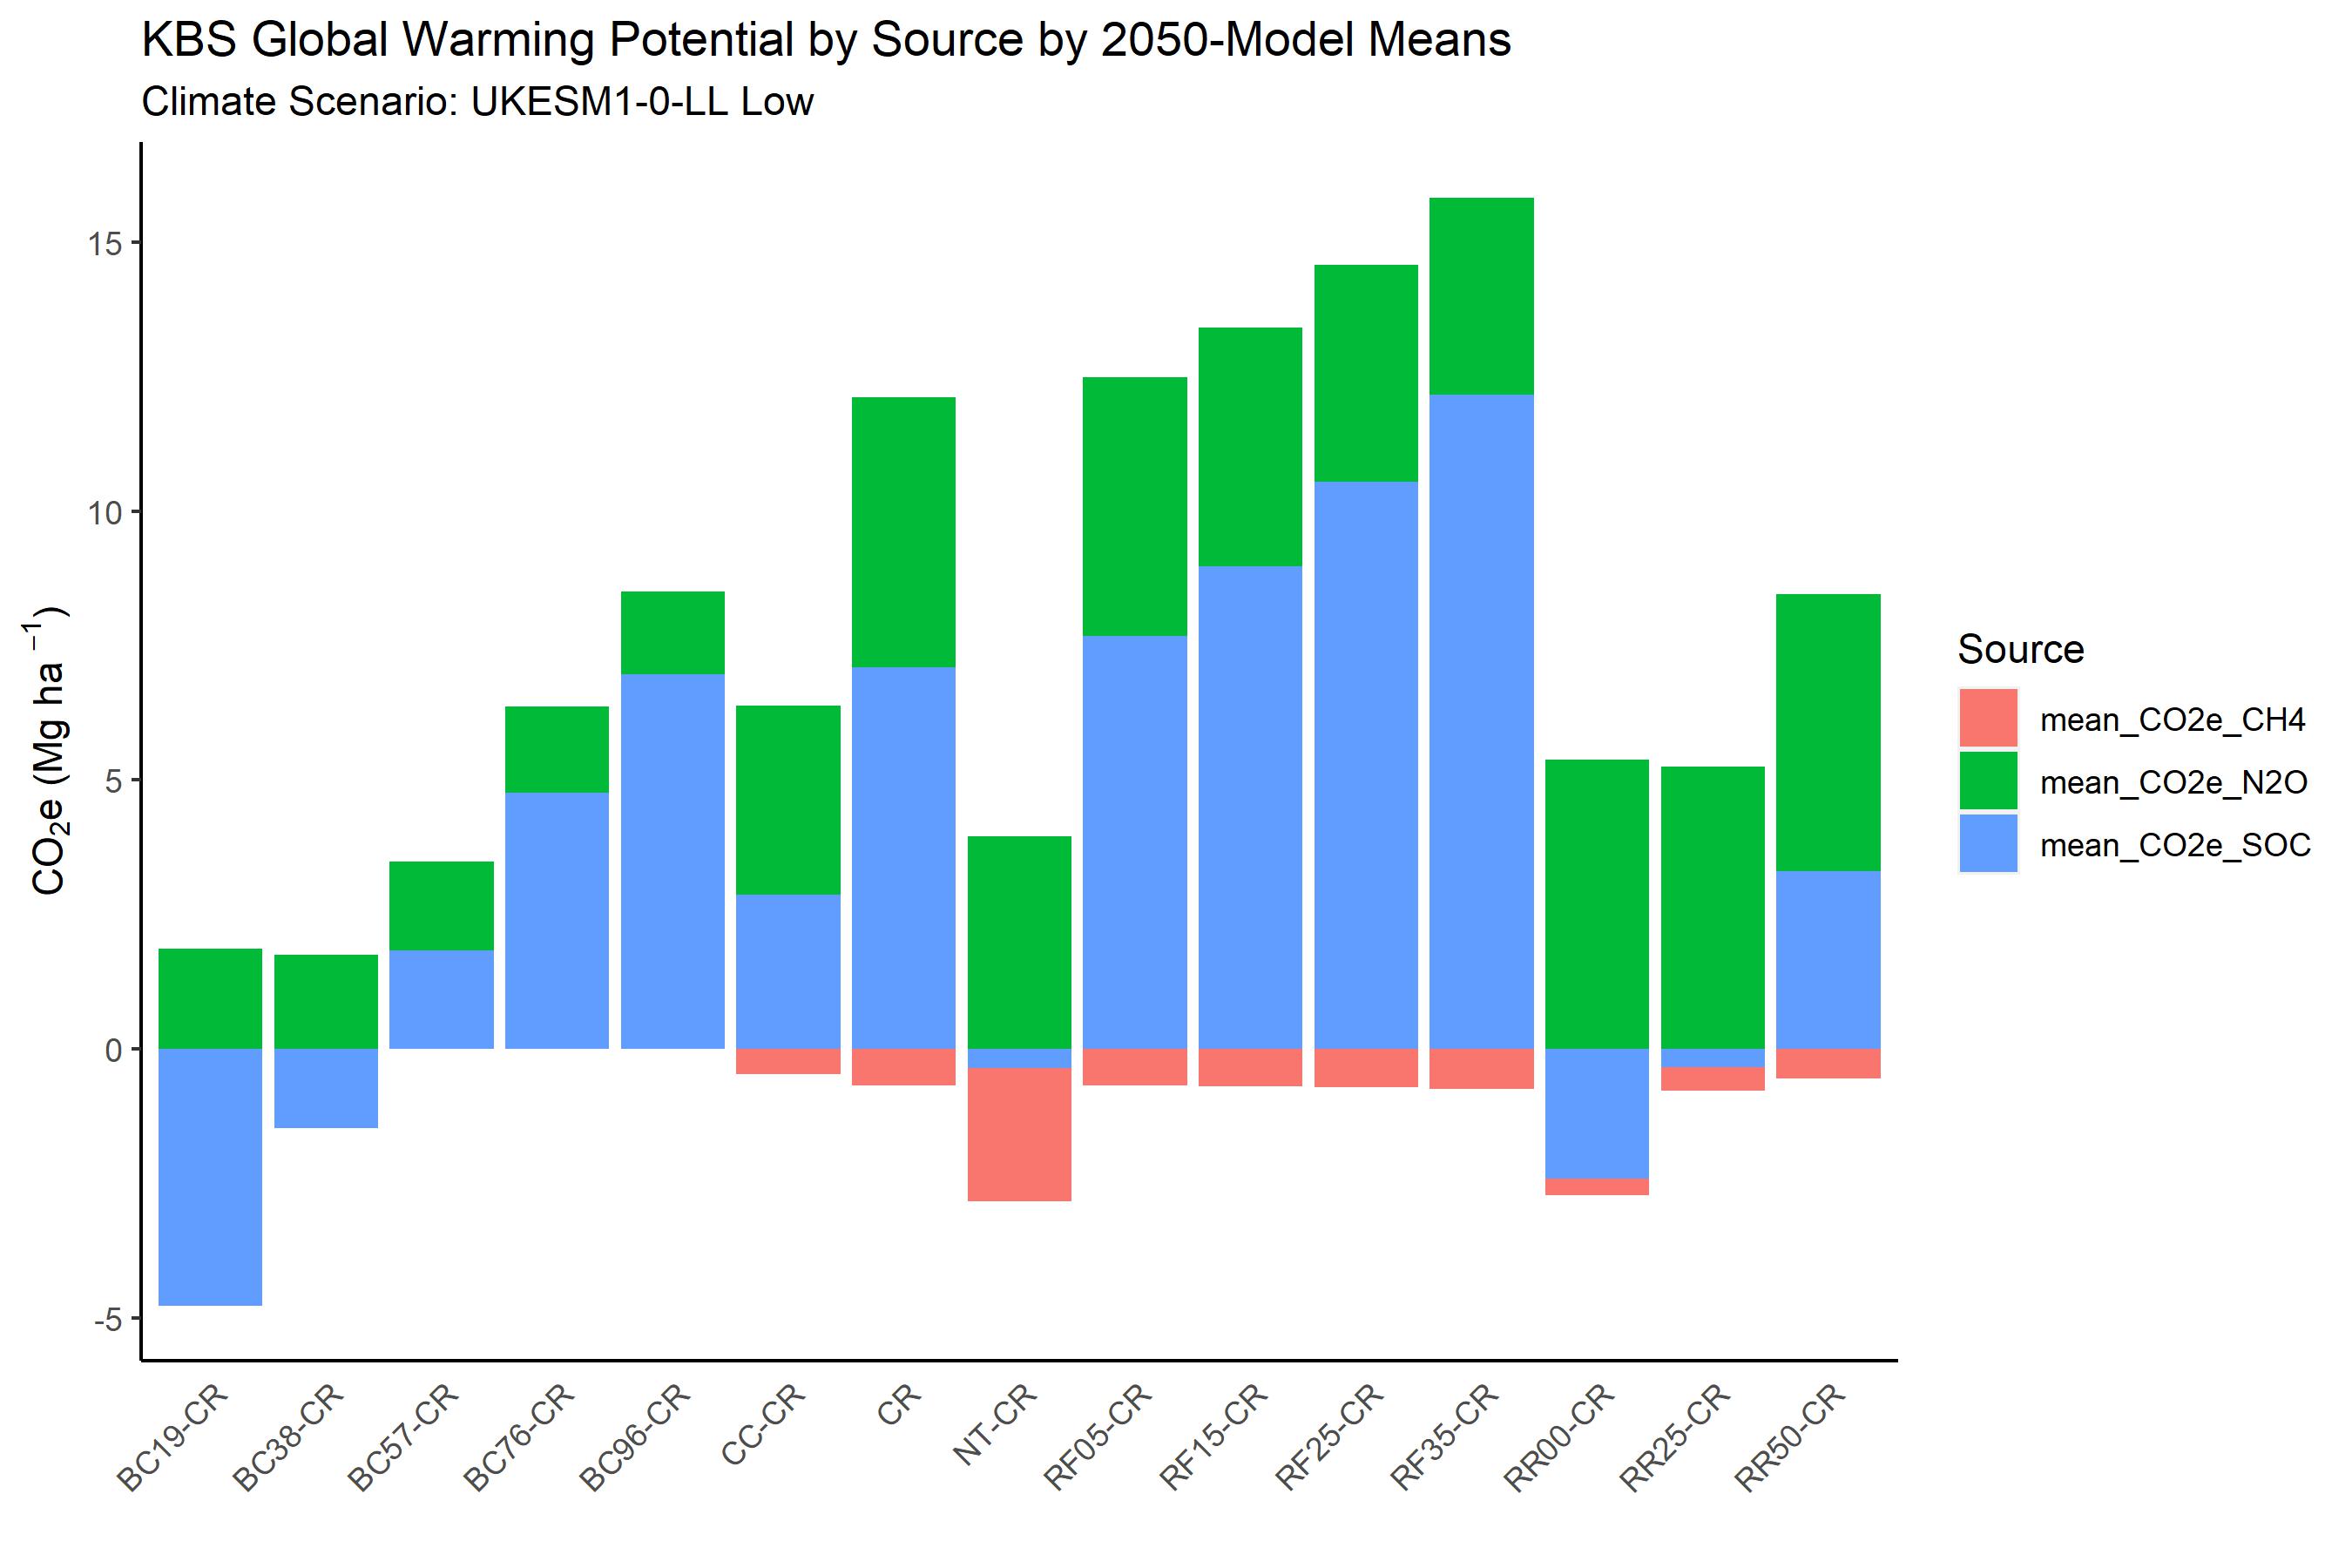 KBS Global Warming Potential by Source by 2050-Model Means
Climate Scenario: UKESM1-0-LL Low
CO₂e (Mg ha ⁻¹)
15
10
5
0
-5
BC19-CR
BC38-CR
BC57-CR
BC76-CR
BC96-CR
CC-CR
CR
NT-CR
RF05-CR
RF15-CR
RF25-CR
RF35-CR
RR00-CR
RR25-CR
RR50-CR
Source
mean_CO2e_CH4
mean_CO2e_N2O
mean_CO2e_SOC